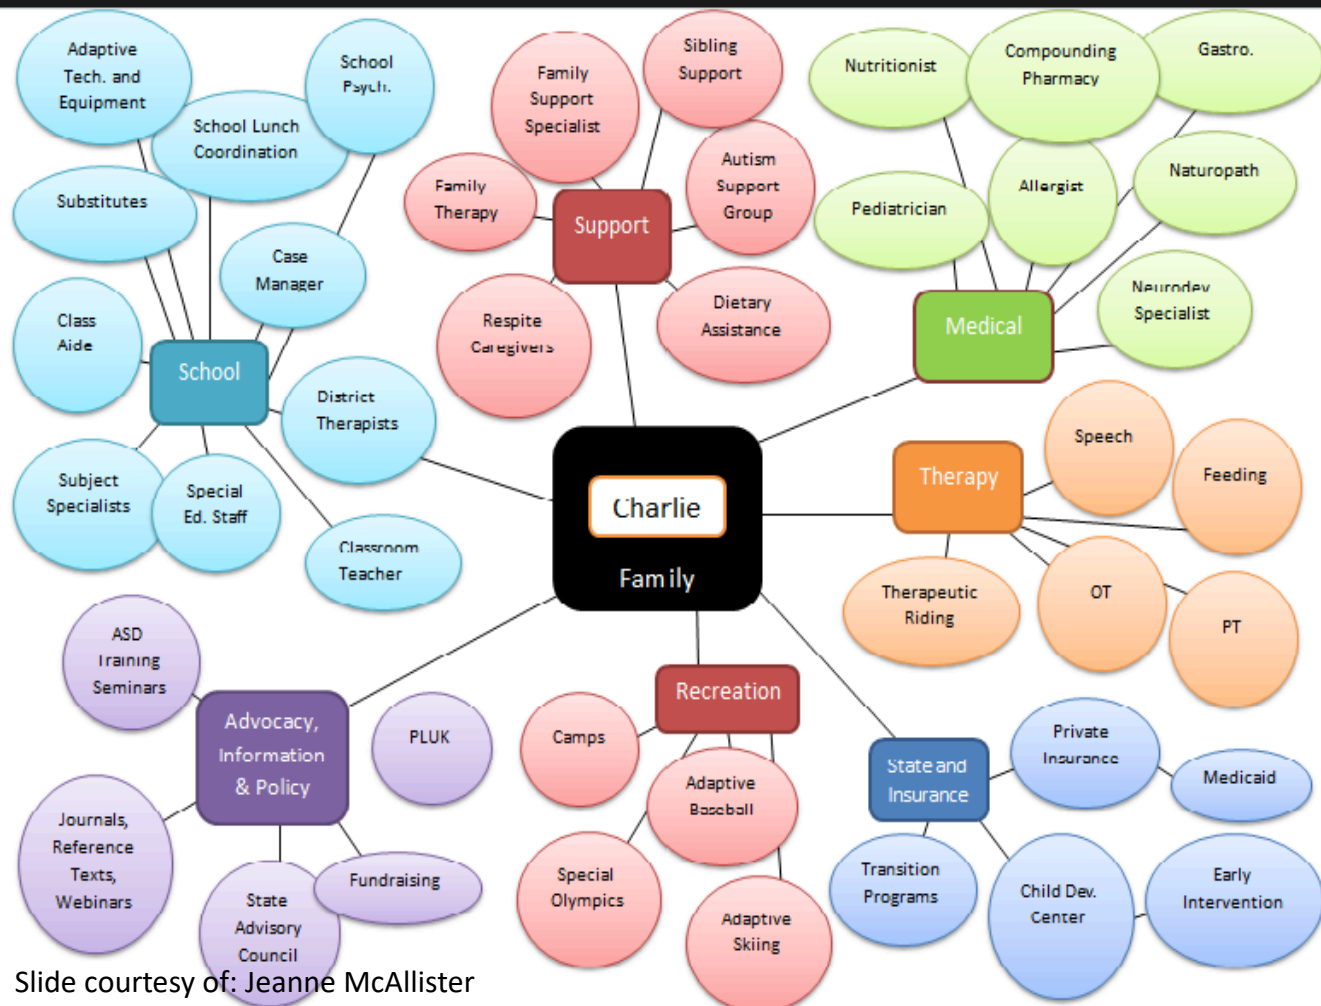 Adaptive
Tech. and
Equipment
School Lunch
Coordination
School
Psych.
Substitutes
Case
Manager
Class
Aide
School
District
Therapists
Subject
Specialists
Special
Ed. Staff
Classroom
Teacher
Family
Support
Specialist
Sibling
Support
Family
Therapy
Support
Autism
Support
Group
Respite
Caregivers
Dietary
Assistance
Nutritionist
Compounding
Pharmacy
Gastro.
Pediatrician
Allergist
Naturopath
Medical
Neurodev
Specialist
Charlie
Family
Therapy
Speech
Feeding
Therapeutic
Riding
OT
PT
ASD
Training
Seminars
Advocacy,
Information
& Policy
PLUK
Journals,
Reference
Texts,
Webinars
State
Advisory
Council
Fundraising
Recreation
Camps
Adaptive
Baseball
Special
Olympics
Adaptive
Skiing
State and
Insurance
Private
Insurance
Medicaid
Transition
Programs
Child Dev.
Center
Early
Intervention
Slide courtesy of: Jeanne McAllister